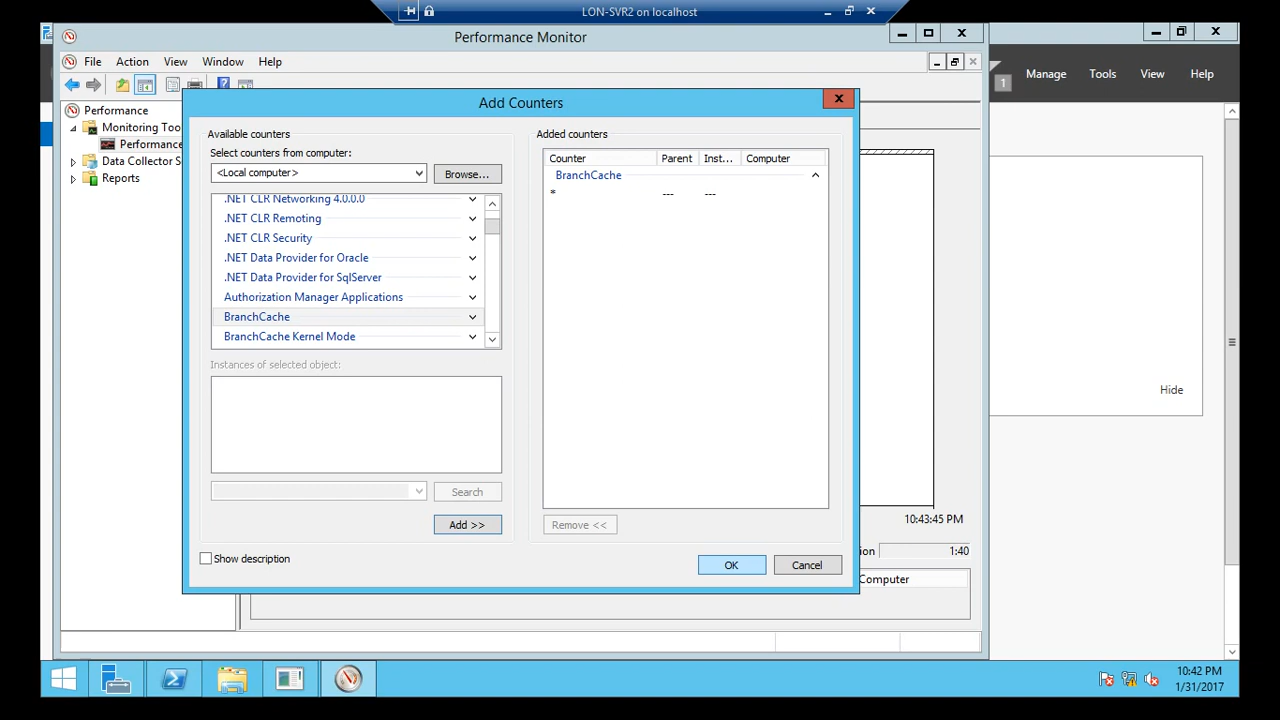 LON-SVR2 on localhost
Performance Monitor
File Action View Window Help
1 Manage Tools View Help
Performance
Monitoring Too
Performance
Data Collector S
Reports
Add Counters
Available counters
Select counters from computer:
<Local computer>
Browse...
.NET CLR Networking 4.0.0.0
.NET CLR Remoting
.NET CLR Security
.NET Data Provider for Oracle
.NET Data Provider for SqlServer
Authorization Manager Applications
BranchCache
BranchCache Kernel Mode
Instances of selected object:
Search
Add >>
Show description
Added counters
Counter Parent Inst... Computer
BranchCache
* --- ---
Remove <<
OK Cancel
Hide
10:43:45 PM
ion 1:40
Computer
10:42 PM
1/31/2017